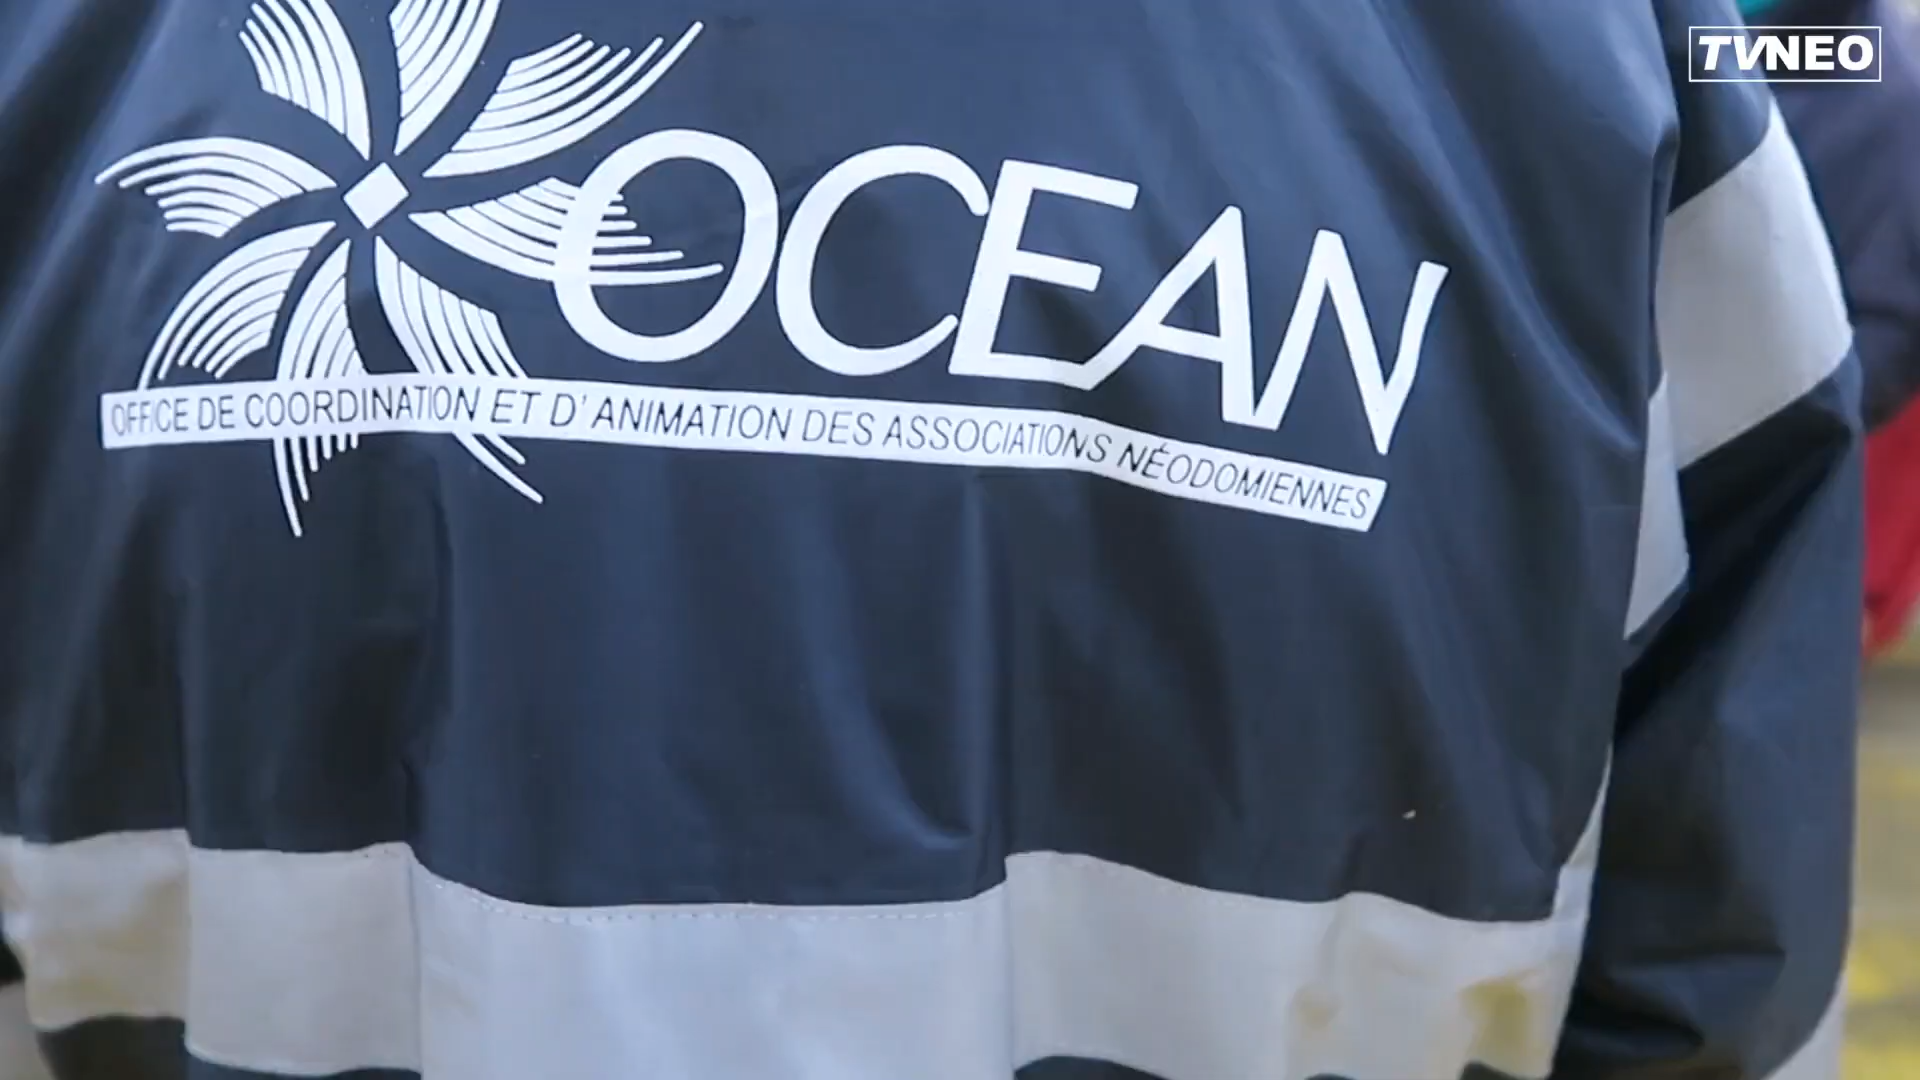 TVNEO
OCEAN
OFFICE DE COORDINATION ET D'ANIMATION DES ASSOCIATIONS NÉODOMIENNES